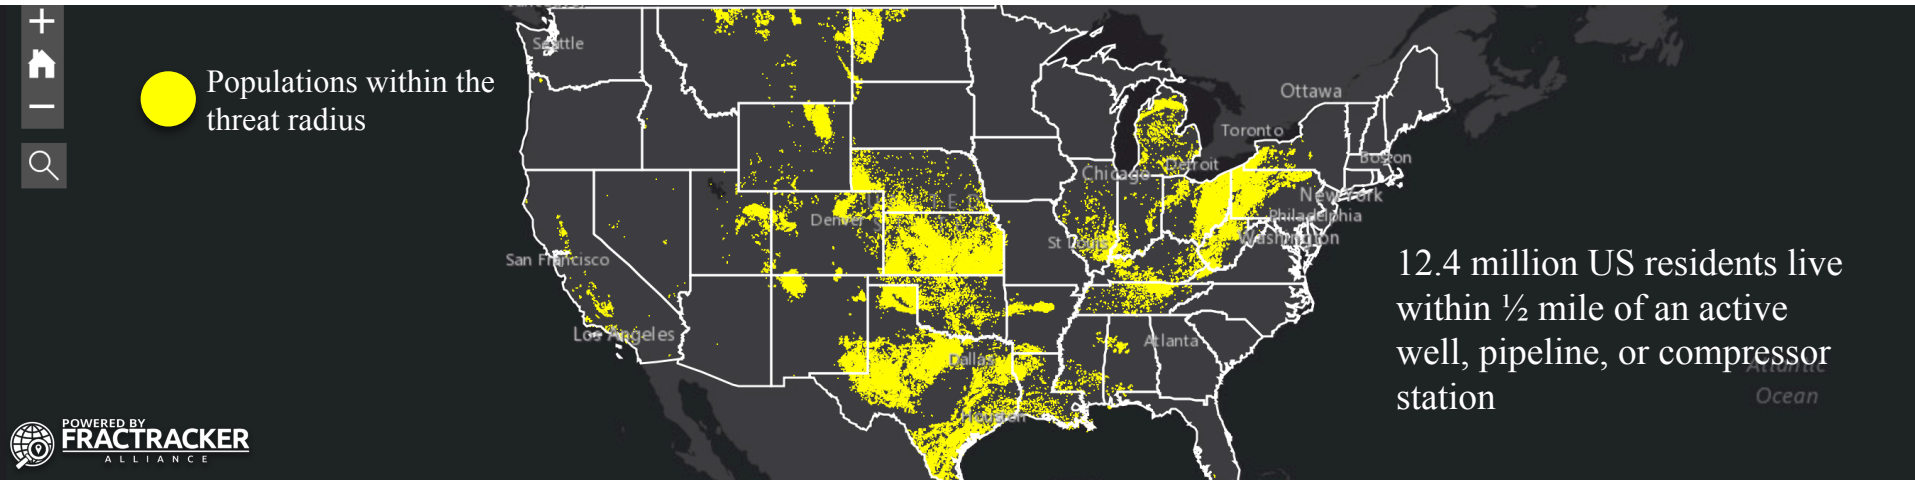 Seattle
Populations within the
threat radius
Ottawa
Toronto
Boston
Detroit
Chicago
New York
Philadelphia
Denver
Washington
St Louis
San Francisco
12.4 million US residents live
within ½ mile of an active
well, pipeline, or compressor
station
Los Angeles
Atlanta
Dallas
Atlantic
Ocean
Houston
POWERED BY
FRACTRACKER
ALLIANCE